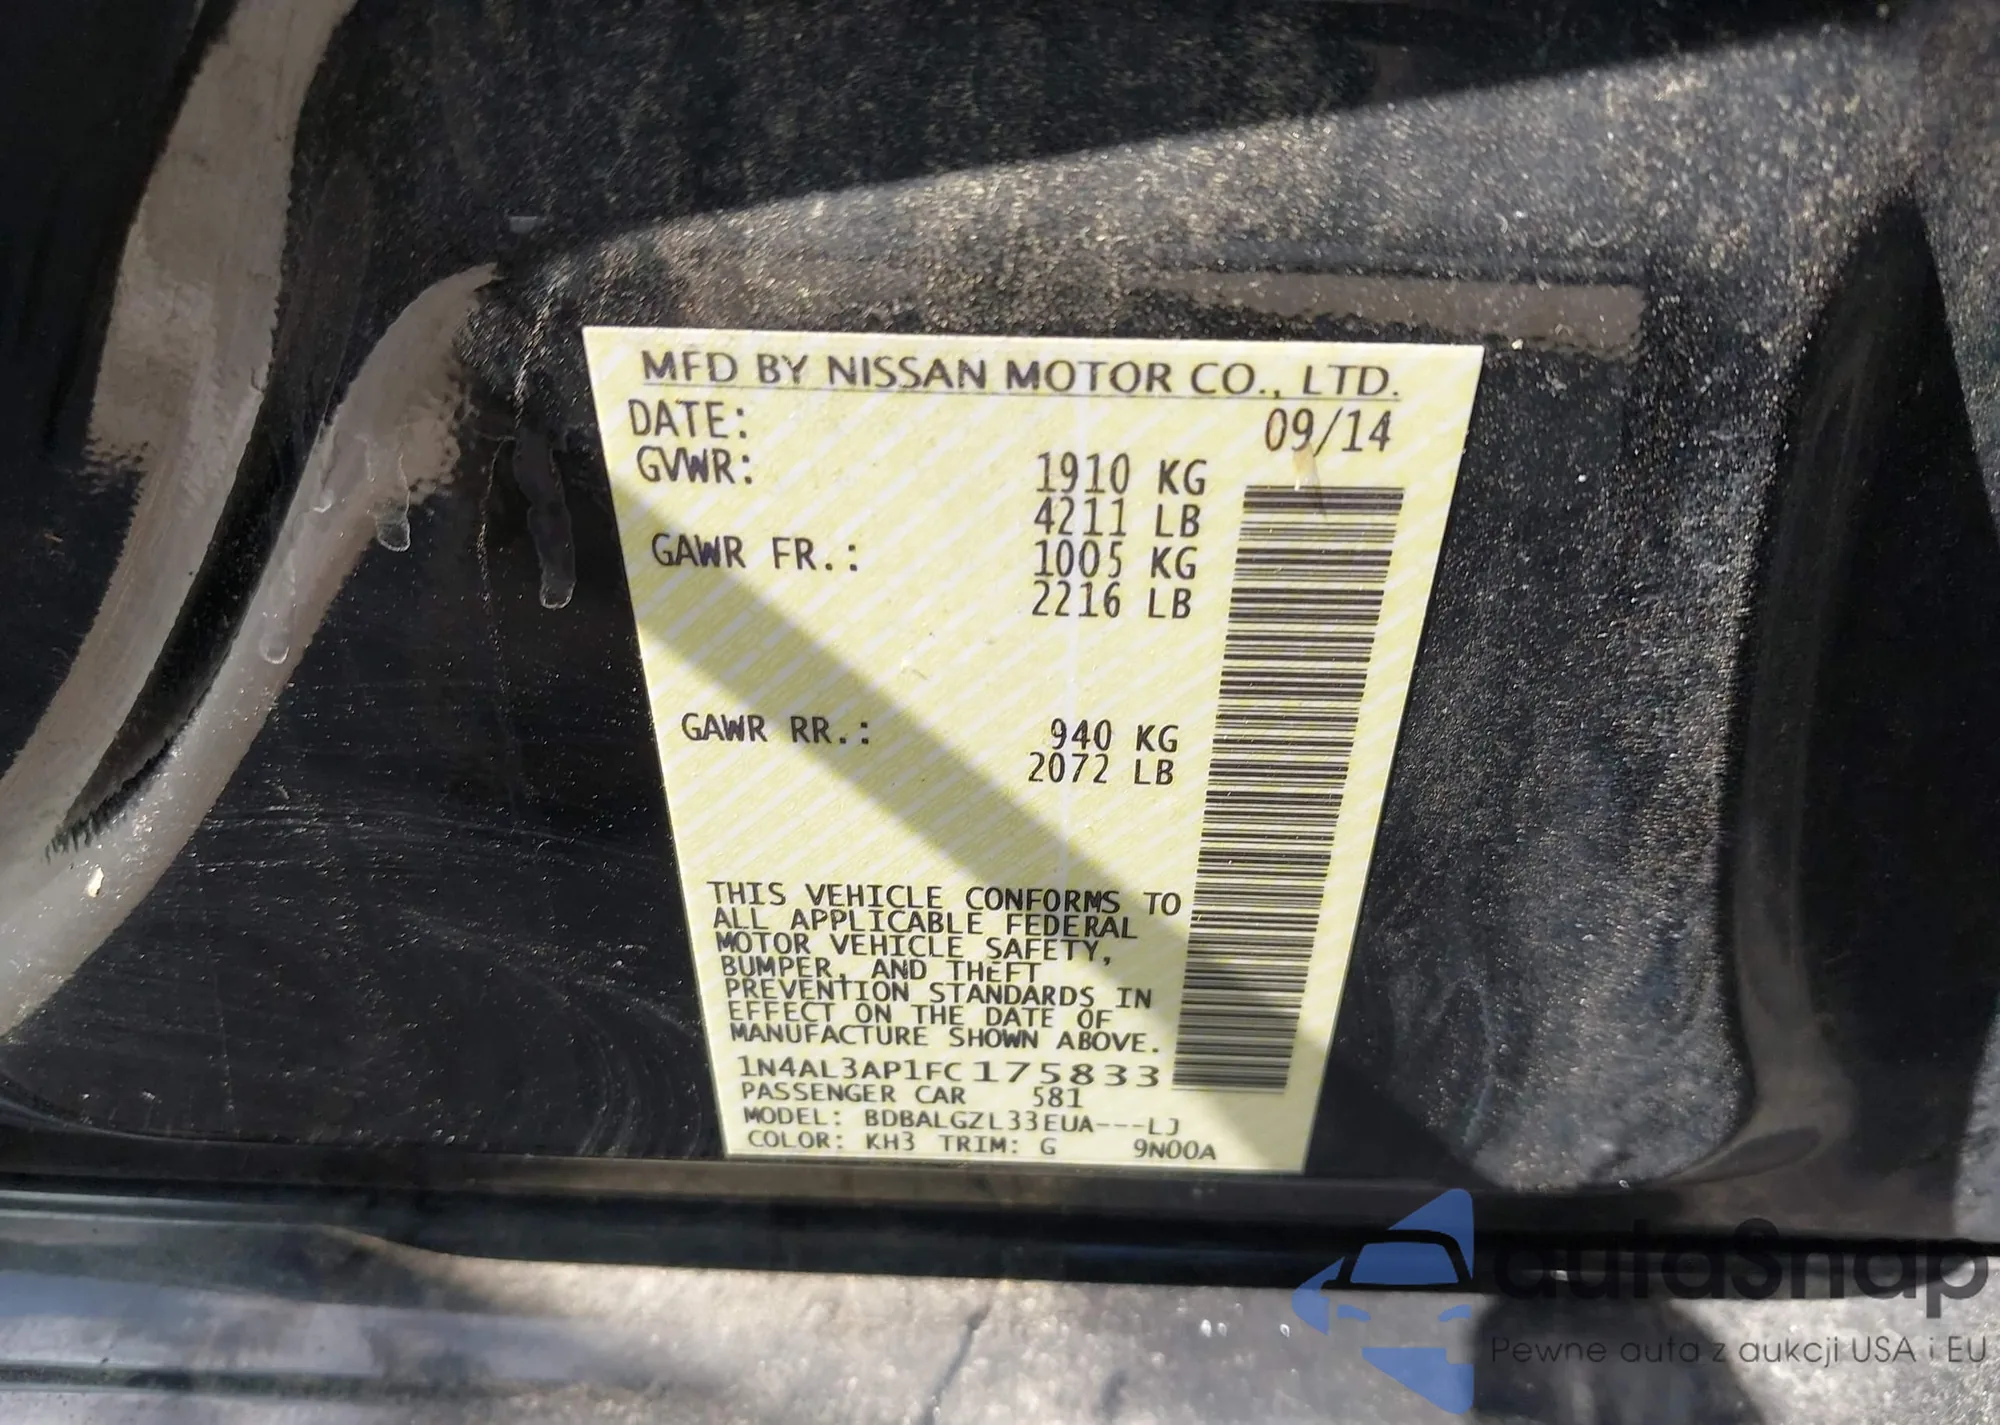 MFD BY NISSAN MOTOR CO., LTD.
DATE: 09/14
GVWR: 1910 KG
4211 LB
GAWR FR.: 1005 KG
2216 LB
GAWR RR.: 940 KG
2072 LB
THIS VEHICLE CONFORMS TO
ALL APPLICABLE FEDERAL
MOTOR VEHICLE SAFETY,
BUMPER, AND THEFT
PREVENTION STANDARDS IN
EFFECT ON THE DATE OF
MANUFACTURE SHOWN ABOVE.
1N4AL3AP1FC175833
PASSENGER CAR 581
MODEL: BDBALGZL33EUA---LJ
COLOR: KH3 TRIM: G 9N00A
autoSnap
Pewne auta z aukcji USA i EU